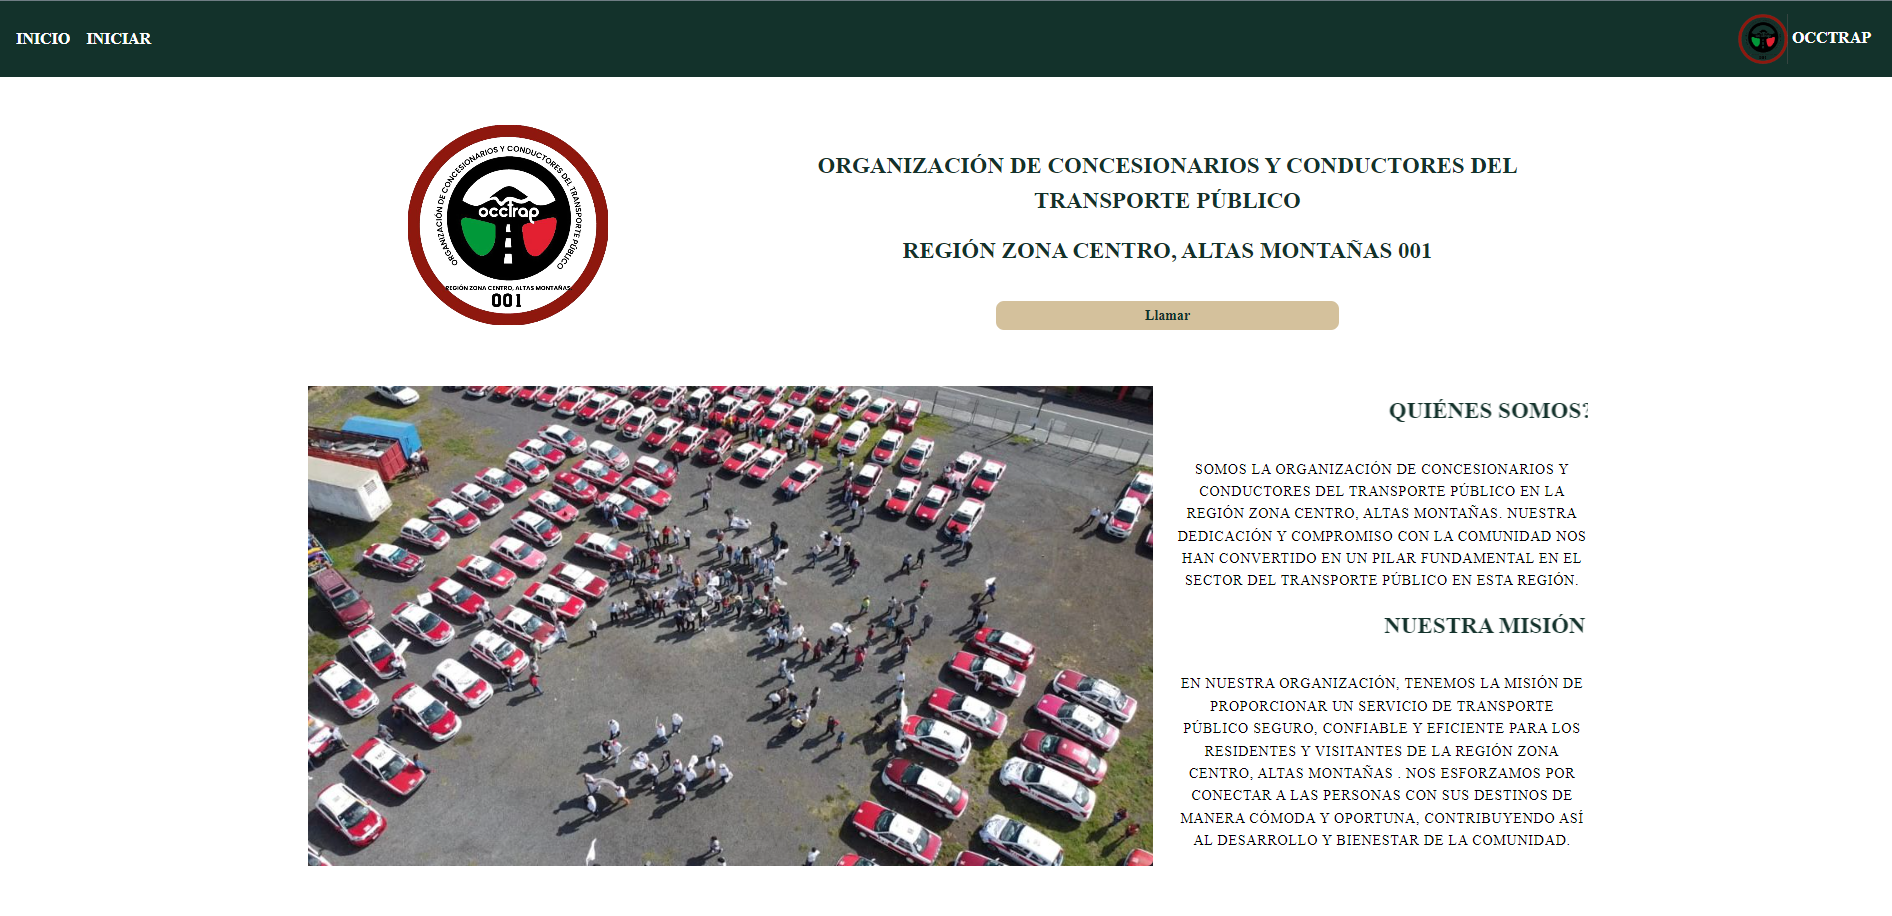 INICIO INICIAR
OCCTRAP
ORGANIZACIÓN DE CONCESIONARIOS Y CONDUCTORES DEL TRANSPORTE PÚBLICO
occtrap
REGIÓN ZONA CENTRO, ALTAS MONTAÑAS
001
ORGANIZACIÓN DE CONCESIONARIOS Y CONDUCTORES DEL
TRANSPORTE PÚBLICO
REGIÓN ZONA CENTRO, ALTAS MONTAÑAS 001
Llamar
QUIÉNES SOMOS?
SOMOS LA ORGANIZACIÓN DE CONCESIONARIOS Y
CONDUCTORES DEL TRANSPORTE PÚBLICO EN LA
REGIÓN ZONA CENTRO, ALTAS MONTAÑAS. NUESTRA
DEDICACIÓN Y COMPROMISO CON LA COMUNIDAD NOS
HAN CONVERTIDO EN UN PILAR FUNDAMENTAL EN EL
SECTOR DEL TRANSPORTE PÚBLICO EN ESTA REGIÓN.
NUESTRA MISIÓN
EN NUESTRA ORGANIZACIÓN, TENEMOS LA MISIÓN DE
PROPORCIONAR UN SERVICIO DE TRANSPORTE
PÚBLICO SEGURO, CONFIABLE Y EFICIENTE PARA LOS
RESIDENTES Y VISITANTES DE LA REGIÓN ZONA
CENTRO, ALTAS MONTAÑAS . NOS ESFORZAMOS POR
CONECTAR A LAS PERSONAS CON SUS DESTINOS DE
MANERA CÓMODA Y OPORTUNA, CONTRIBUYENDO ASÍ
AL DESARROLLO Y BIENESTAR DE LA COMUNIDAD.